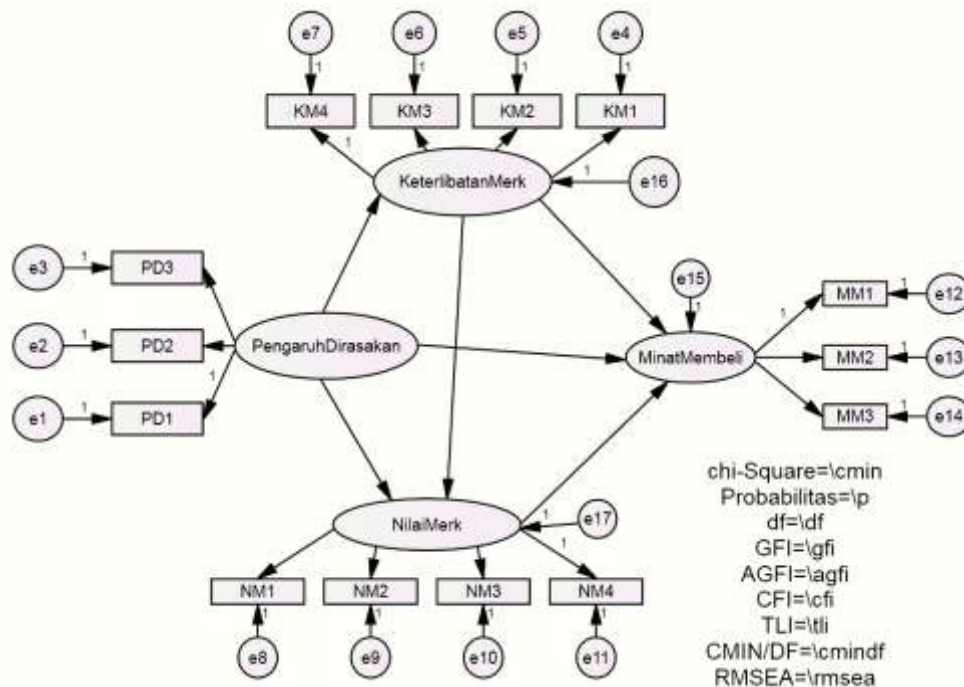 e7 e6 e5 e4
1 1 1 1
KM4 KM3 KM2 KM1
1
KeterlibatanMerk 1 e16
e3 1 PD3
e15
1
MM1 1 e12
1
e2 1 PD2
PengaruhDirasakan
MinatMembeli
MM2 1 e13
1
e1 1 PD1
MM3 1 e14
NilaiMerk 1 e17
1
NM1 NM2 NM3 NM4
1 1 1 1
e8 e9 e10 e11
chi-Square=\cmin
Probabilitas=\p
df=\df
GFI=\gfi
AGFI=\agfi
CFI=\cfi
TLI=\tli
CMIN/DF=\cmindf
RMSEA=\rmsea